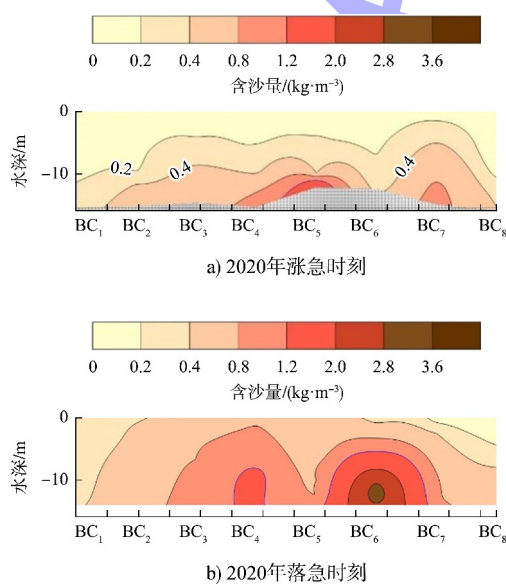 0 0.2 0.4 0.8 1.2 2.0 2.8 3.6
含沙量/(kg·m⁻³)
0
水深/m
−10
0.2 0.4 0.4
BC₁ BC₂ BC₃ BC₄ BC₅ BC₆ BC₇ BC₈
a) 2020年涨急时刻
0 0.2 0.4 0.8 1.2 2.0 2.8 3.6
含沙量/(kg·m⁻³)
0
水深/m
−10
BC₁ BC₂ BC₃ BC₄ BC₅ BC₆ BC₇ BC₈
b) 2020年落急时刻